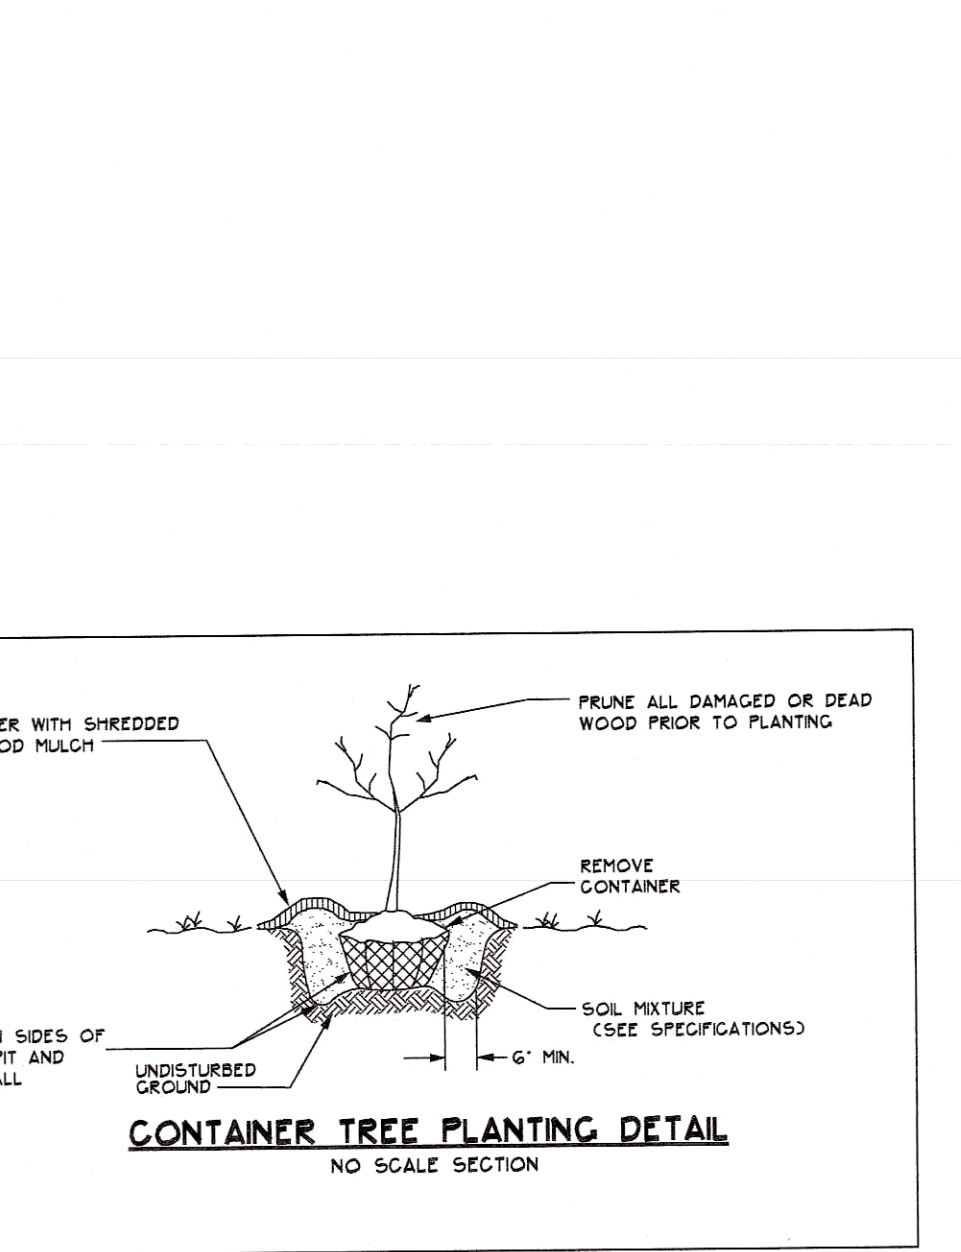 PRUNE ALL DAMAGED OR DEAD
WOOD PRIOR TO PLANTING
ER WITH SHREDDED
OD MULCH
REMOVE
CONTAINER
SOIL MIXTURE
(SEE SPECIFICATIONS)
SIDES OF
PIT AND
ALL
6" MIN.
UNDISTURBED
GROUND
CONTAINER TREE PLANTING DETAIL
NO SCALE SECTION